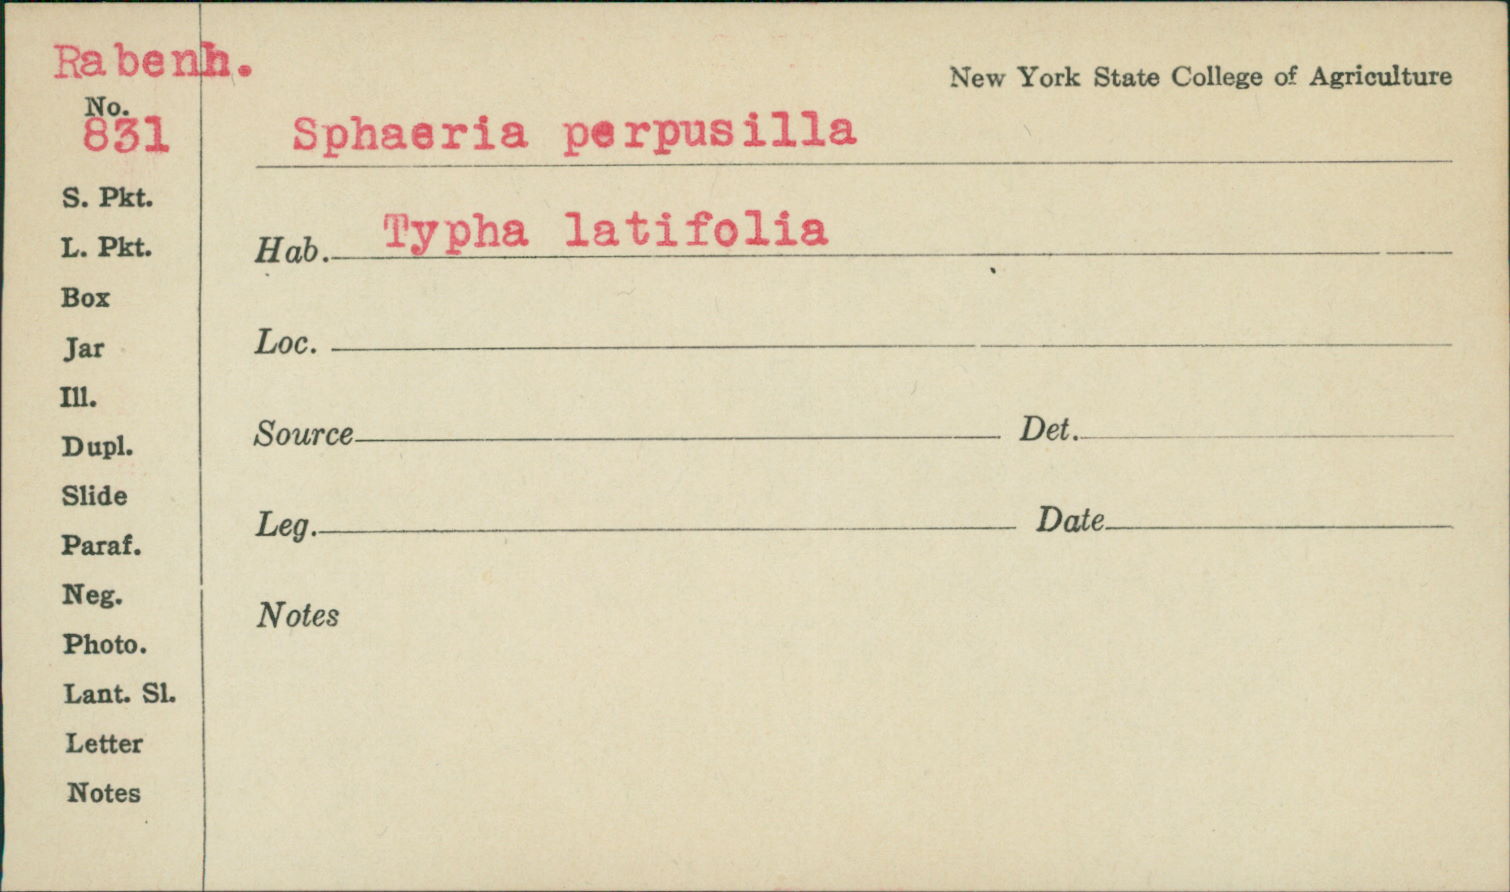 Rabenh.
New York State College of Agriculture
No.
831
Sphaeria perpusilla
S. Pkt.
Hab. Typha latifolia
L. Pkt.
Box
Loc.
Jar
Ill.
Source Det.
Dupl.
Slide
Leg. Date
Paraf.
Neg.
Notes
Photo.
Lant. Sl.
Letter
Notes